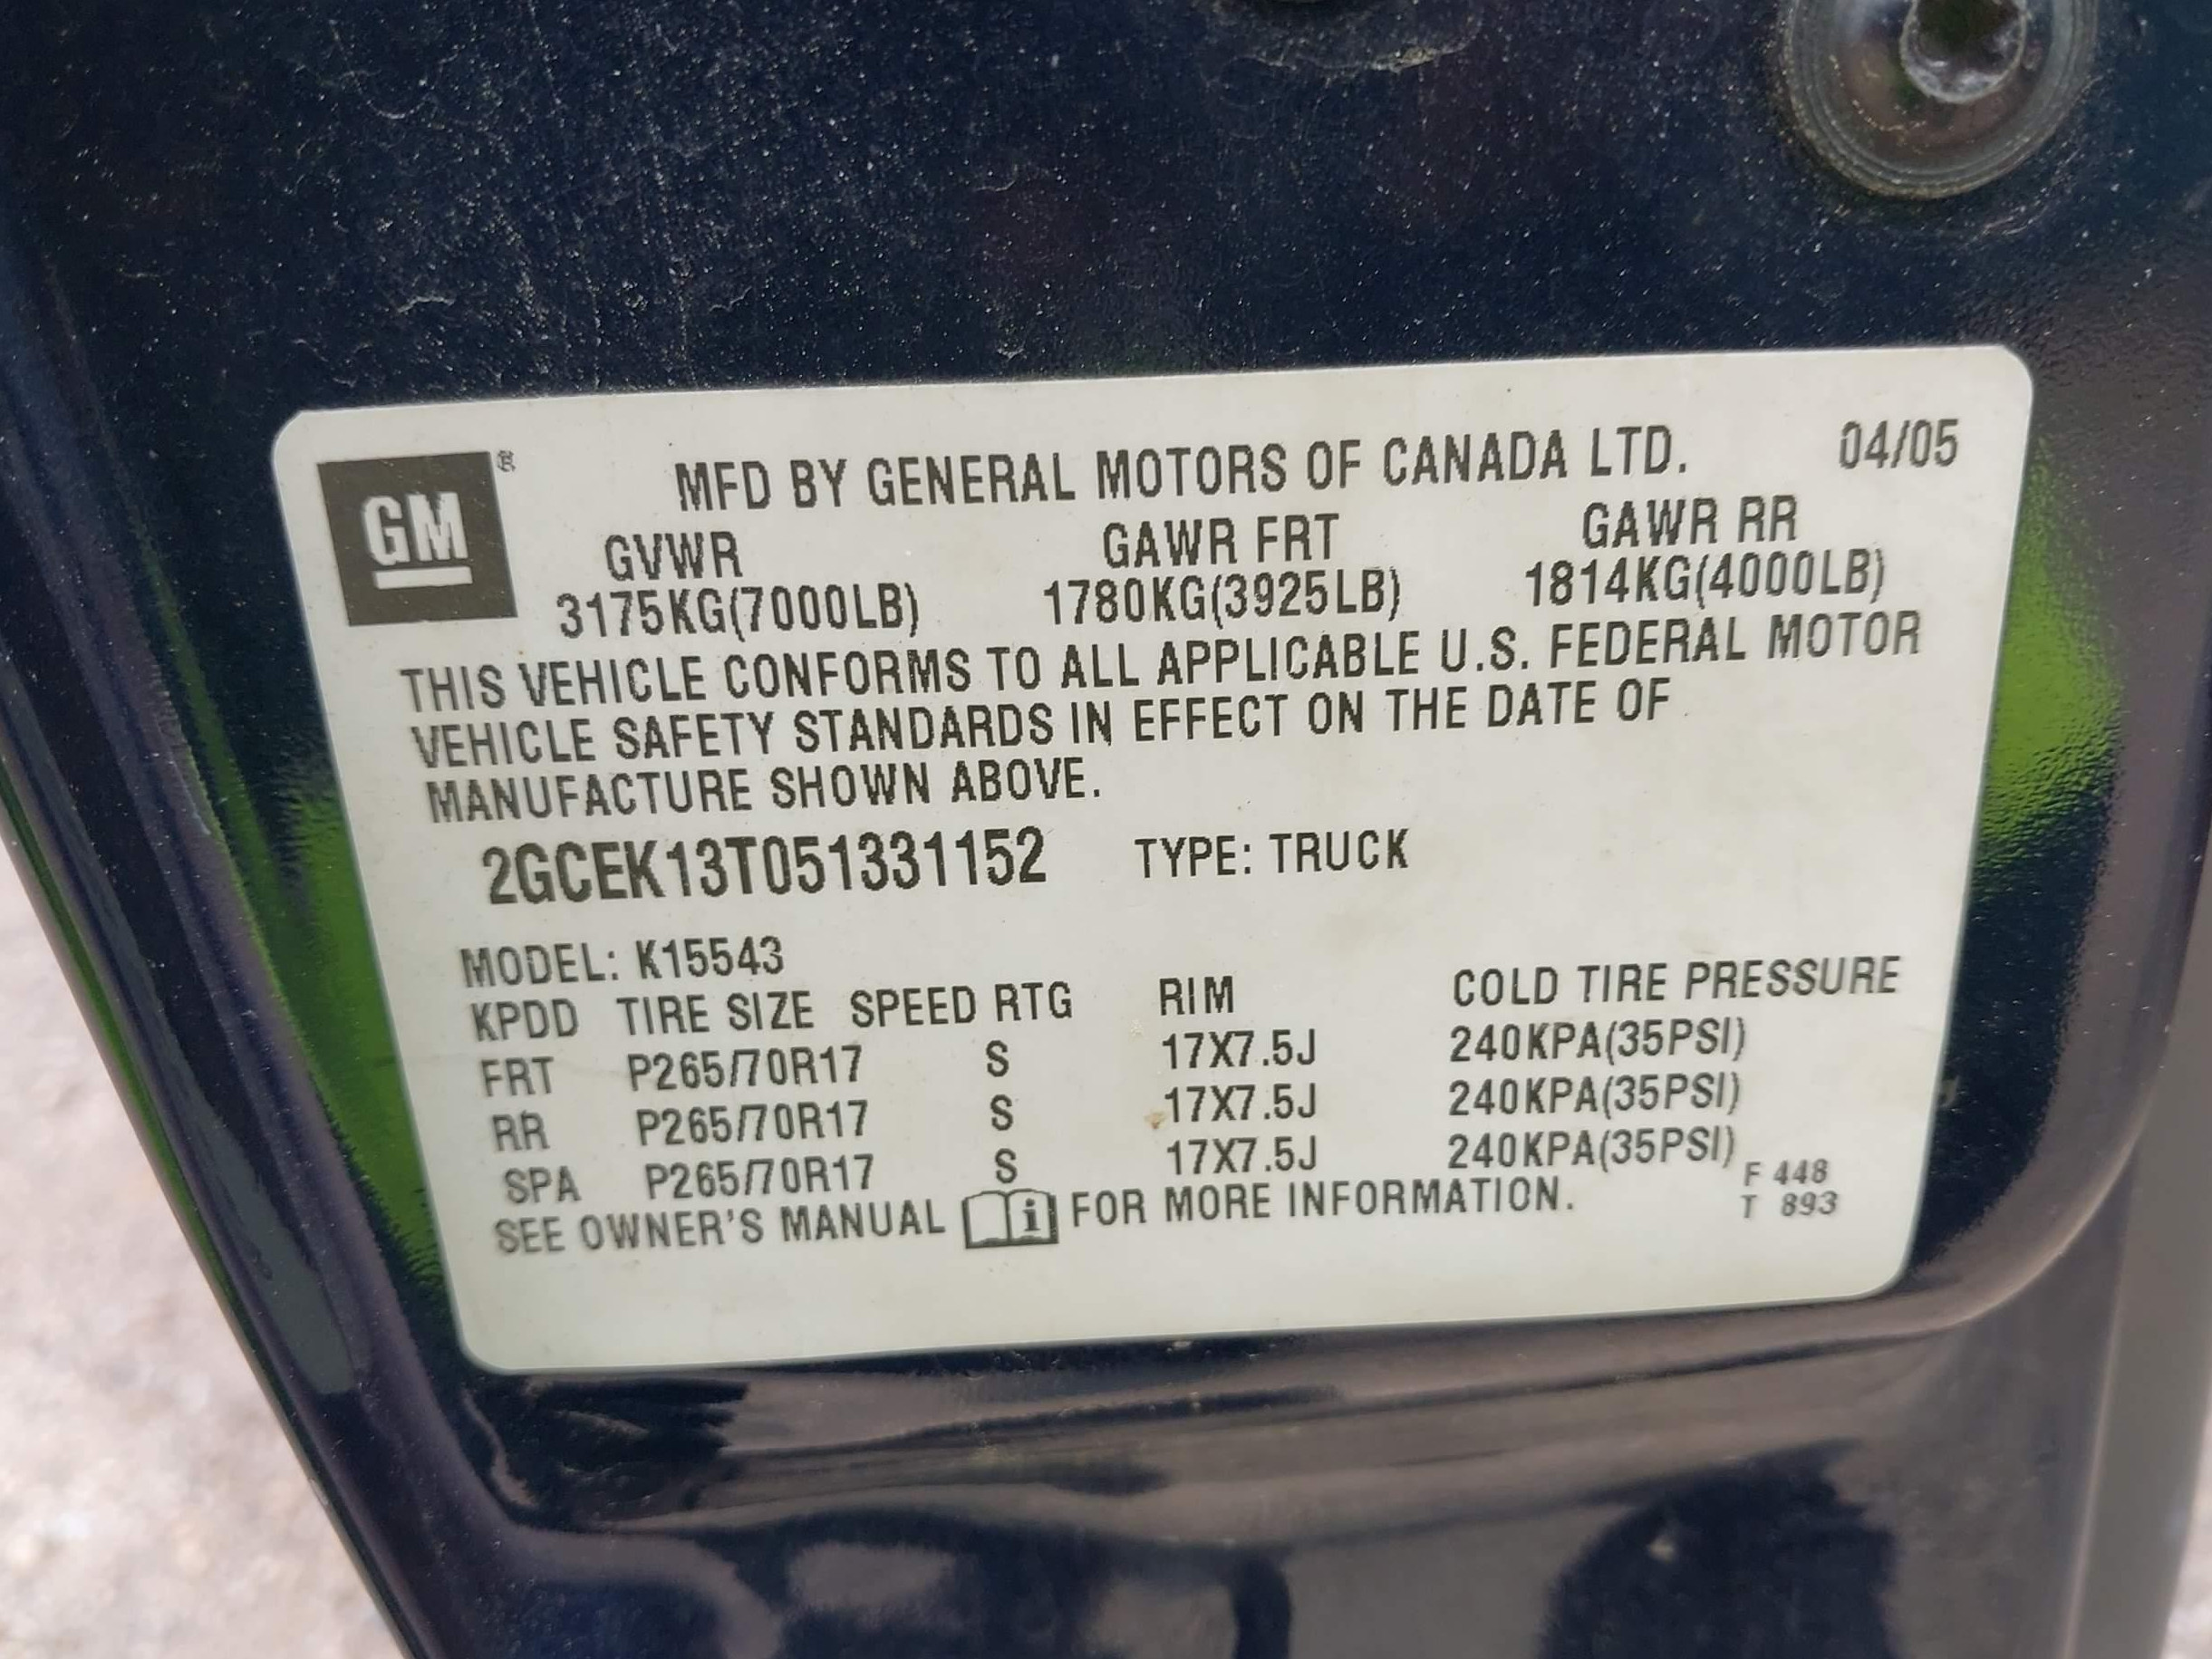 GM ®
MFD BY GENERAL MOTORS OF CANADA LTD. 04/05
GVWR GAWR FRT GAWR RR
3175KG(7000LB) 1780KG(3925LB) 1814KG(4000LB)
THIS VEHICLE CONFORMS TO ALL APPLICABLE U.S. FEDERAL MOTOR
VEHICLE SAFETY STANDARDS IN EFFECT ON THE DATE OF
MANUFACTURE SHOWN ABOVE.
2GCEK13T051331152 TYPE: TRUCK
MODEL: K15543
KPDD TIRE SIZE SPEED RTG RIM COLD TIRE PRESSURE
FRT P265/70R17 S 17X7.5J 240KPA(35PSI)
RR P265/70R17 S 17X7.5J 240KPA(35PSI)
SPA P265/70R17 S 17X7.5J 240KPA(35PSI)
SEE OWNER'S MANUAL i FOR MORE INFORMATION.
F 448
T 893